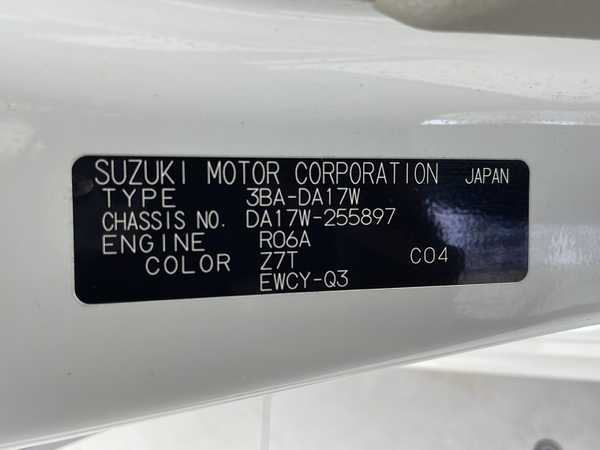 SUZUKI MOTOR CORPORATION JAPAN
TYPE 3BA-DA17W
CHASSIS NO. DA17W-255897
ENGINE R06A
COLOR Z7T C04
EWCY-Q3